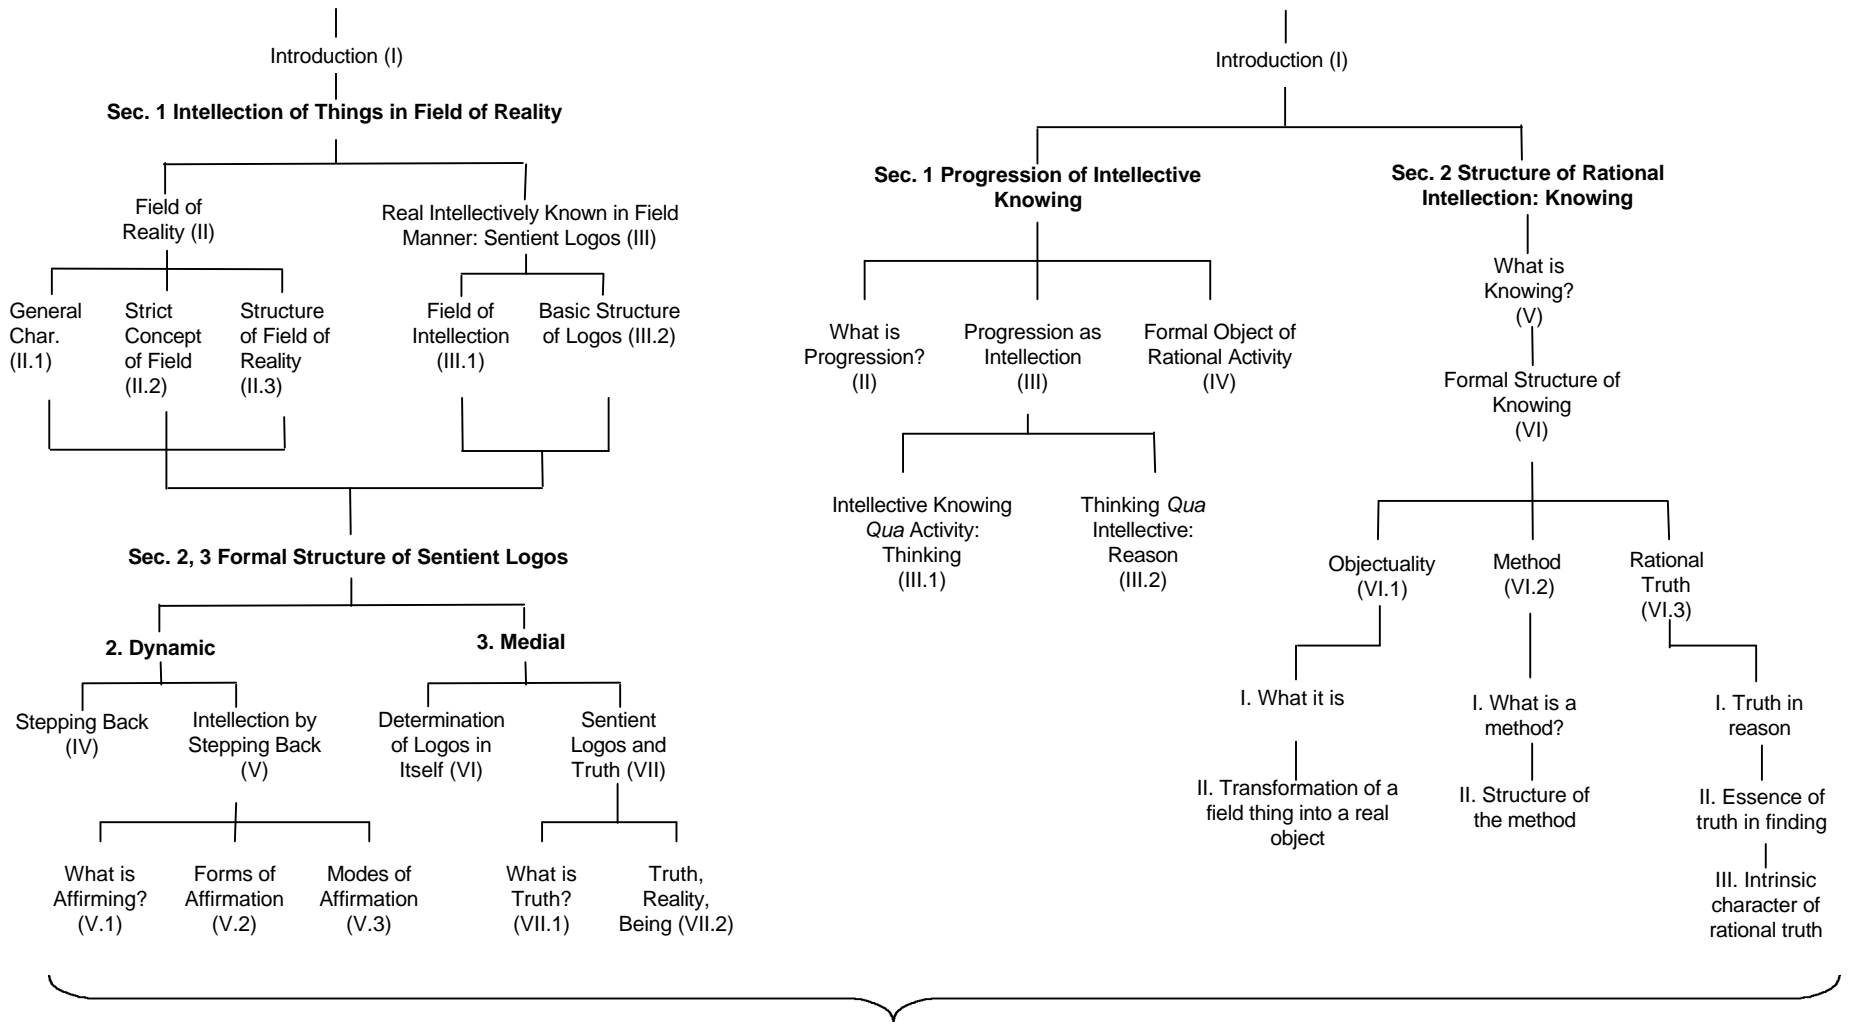 Introduction (I)
Sec. 1 Intellection of Things in Field of Reality
Field of
Reality (II)
Real Intellectively Known in Field
Manner: Sentient Logos (III)
General
Char.
(II.1)
Strict
Concept
of Field
(II.2)
Structure
of Field of
Reality
(II.3)
Field of
Intellection
(III.1)
Basic Structure
of Logos (III.2)
Sec. 2, 3 Formal Structure of Sentient Logos
2. Dynamic
3. Medial
Stepping Back
(IV)
Intellection by
Stepping Back
(V)
Determination
of Logos in
Itself (VI)
Sentient
Logos and
Truth (VII)
What is
Affirming?
(V.1)
Forms of
Affirmation
(V.2)
Modes of
Affirmation
(V.3)
What is
Truth?
(VII.1)
Truth,
Reality,
Being (VII.2)
Introduction (I)
Sec. 1 Progression of Intellective
Knowing
Sec. 2 Structure of Rational
Intellection: Knowing
What is
Progression?
(II)
Progression as
Intellection
(III)
Formal Object of
Rational Activity
(IV)
Intellective Knowing
Qua Activity:
Thinking
(III.1)
Thinking Qua
Intellective:
Reason
(III.2)
What is
Knowing?
(V)
Formal Structure of
Knowing
(VI)
Objectuality
(VI.1)
Method
(VI.2)
Rational
Truth
(VI.3)
I. What it is
II. Transformation of a
field thing into a real
object
I. What is a
method?
II. Structure of
the method
I. Truth in
reason
II. Essence of
truth in finding
III. Intrinsic
character of
rational truth